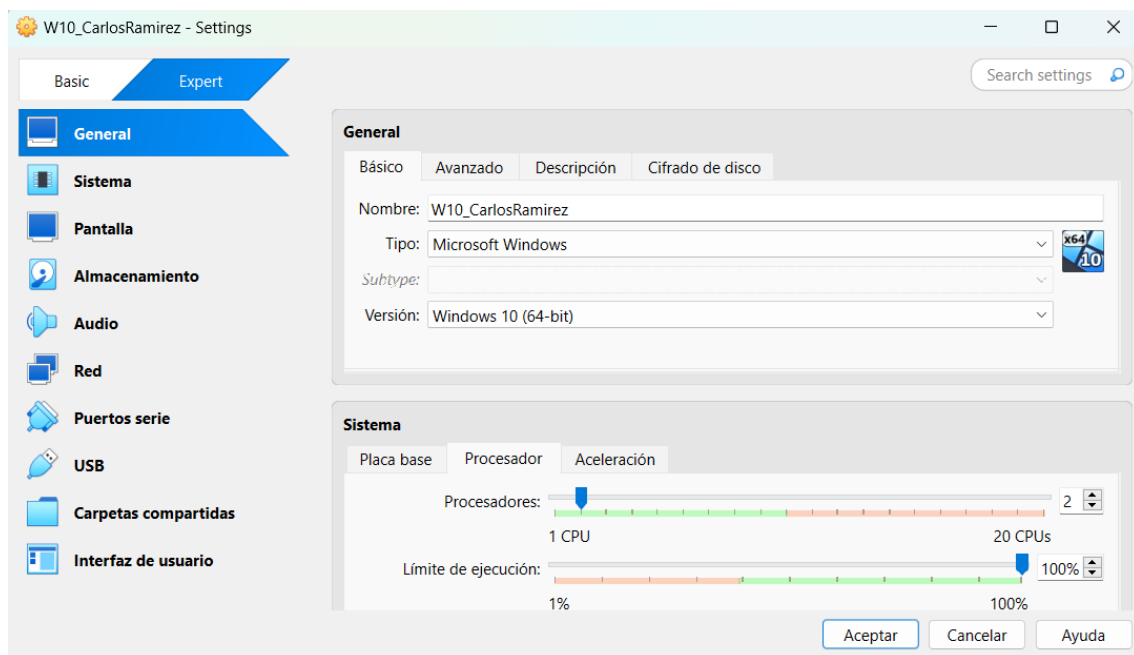 W10_CarlosRamirez - Settings
Basic Expert
Search settings
General
Sistema
Pantalla
Almacenamiento
Audio
Red
Puertos serie
USB
Carpetas compartidas
Interfaz de usuario
General
Básico Avanzado Descripción Cifrado de disco
Nombre: W10_CarlosRamirez
Tipo: Microsoft Windows
x64
10
Subtype:
Versión: Windows 10 (64-bit)
Sistema
Placa base Procesador Aceleración
Procesadores: 2
1 CPU 20 CPUs
Límite de ejecución: 100%
1% 100%
Aceptar Cancelar Ayuda